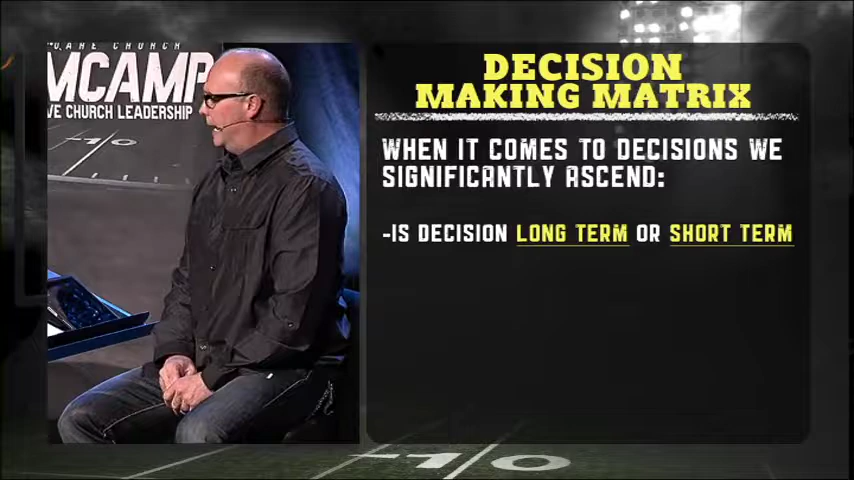 CHURCH
MCAMP
VE CHURCH LEADERSHIP
-10
DECISION
MAKING MATRIX
WHEN IT COMES TO DECISIONS WE
SIGNIFICANTLY ASCEND:
-IS DECISION LONG TERM OR SHORT TERM
-10